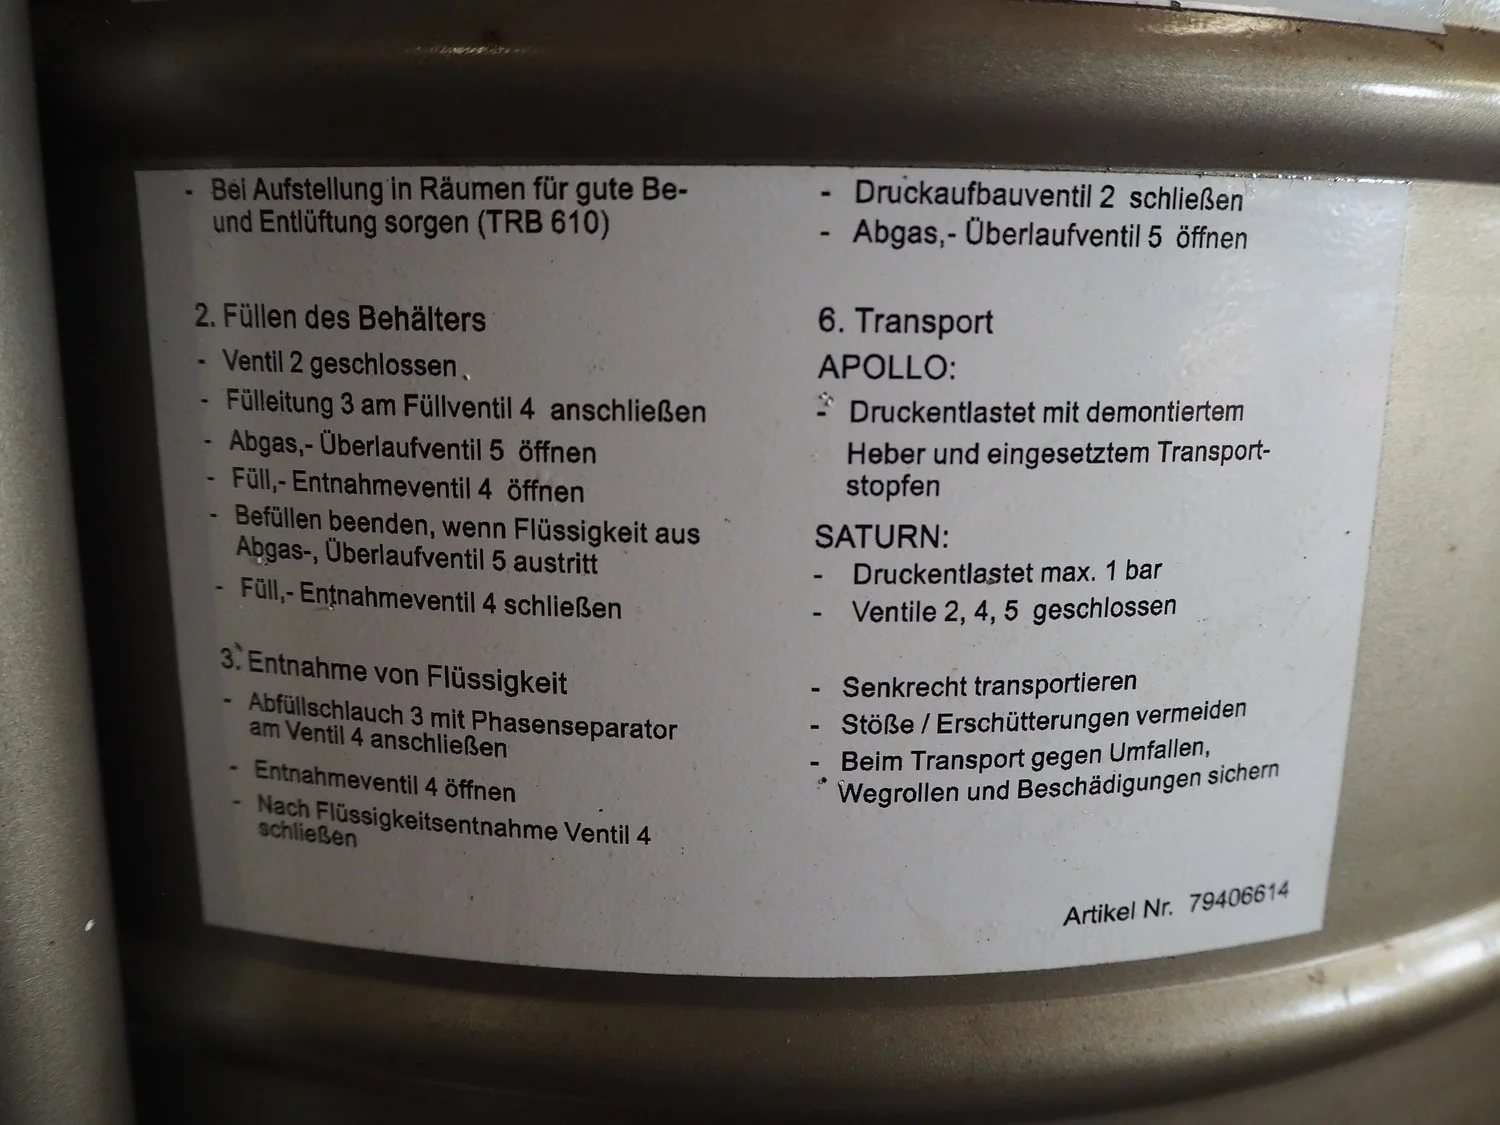 - Bei Aufstellung in Räumen für gute Be-
und Entlüftung sorgen (TRB 610)
2. Füllen des Behälters
- Ventil 2 geschlossen
- Fülleitung 3 am Füllventil 4 anschließen
- Abgas,- Überlaufventil 5 öffnen
- Füll,- Entnahmeventil 4 öffnen
- Befüllen beenden, wenn Flüssigkeit aus
Abgas-, Überlaufventil 5 austritt
- Füll,- Entnahmeventil 4 schließen
3. Entnahme von Flüssigkeit
- Abfüllschlauch 3 mit Phasenseparator
am Ventil 4 anschließen
- Entnahmeventil 4 öffnen
- Nach Flüssigkeitsentnahme Ventil 4
schließen
- Druckaufbauventil 2 schließen
- Abgas,- Überlaufventil 5 öffnen
6. Transport
APOLLO:
- Druckentlastet mit demontiertem
Heber und eingesetztem Transport-
stopfen
SATURN:
- Druckentlastet max. 1 bar
- Ventile 2, 4, 5 geschlossen
- Senkrecht transportieren
- Stöße / Erschütterungen vermeiden
- Beim Transport gegen Umfallen,
Wegrollen und Beschädigungen sichern
Artikel Nr. 79406614